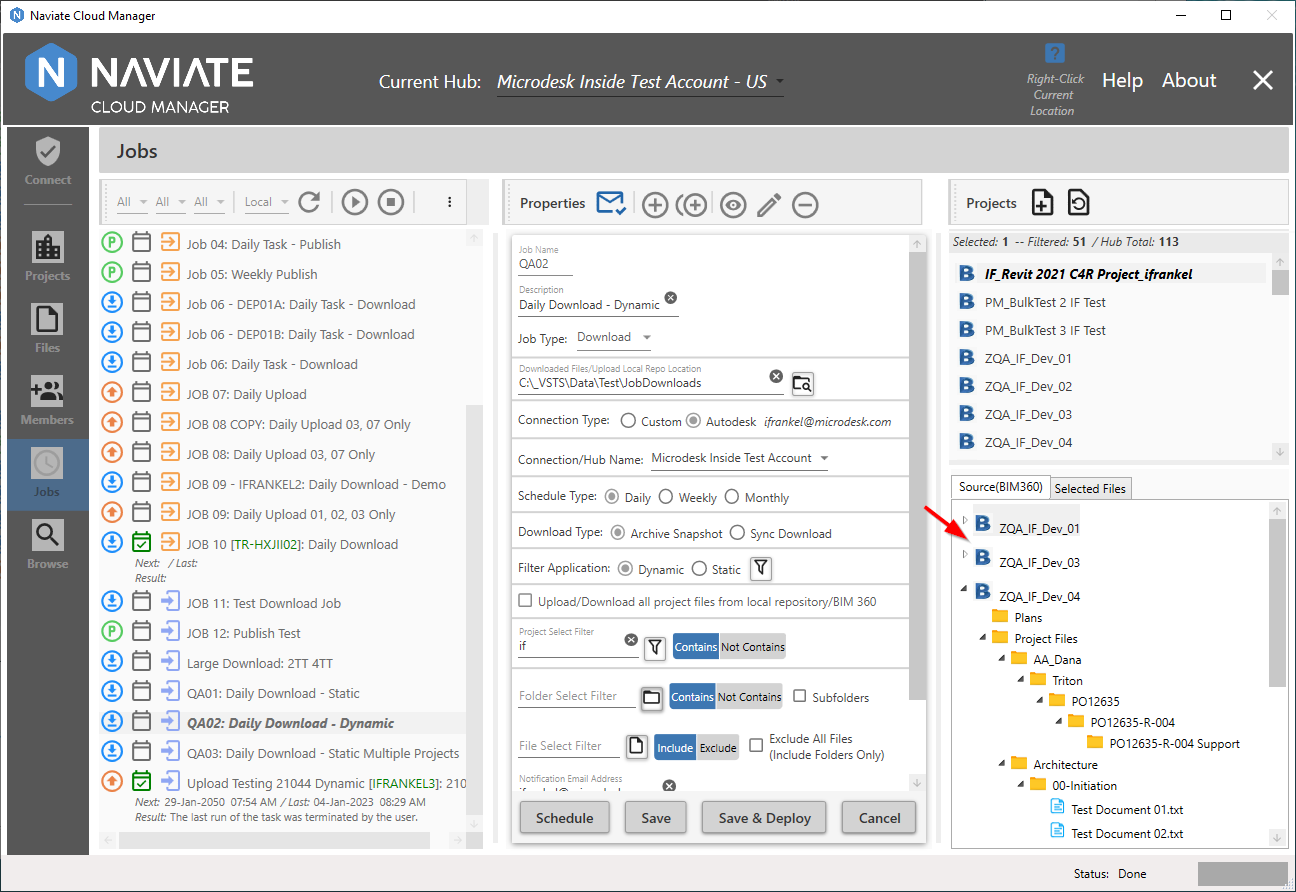 Naviate Cloud Manager
NAVIATE
CLOUD MANAGER
Current Hub: Microdesk Inside Test Account - US
Right-Click
Current
Location
Help About
Connect
Projects
Files
Members
Jobs
Browse
Jobs
All All All Local
Job 04: Daily Task - Publish
Job 05: Weekly Publish
Job 06 - DEP01A: Daily Task - Download
Job 06 - DEP01B: Daily Task - Download
Job 06: Daily Task - Download
JOB 07: Daily Upload
JOB 08 COPY: Daily Upload 03, 07 Only
JOB 08: Daily Upload 03, 07 Only
JOB 09 - IFRANKEL2: Daily Download - Demo
JOB 09: Daily Upload 01, 02, 03 Only
JOB 10 [TR-HXJII02]: Daily Download
Next: / Last:
Result:
JOB 11: Test Download Job
JOB 12: Publish Test
Large Download: 2TT 4TT
QA01: Daily Download - Static
QA02: Daily Download - Dynamic
QA03: Daily Download - Static Multiple Projects
Upload Testing 21044 Dynamic [IFRANKEL3]: 210
Next: 29-Jan-2050 07:54 AM / Last: 04-Jan-2023 08:29 AM
Result: The last run of the task was terminated by the user.
Properties
Job Name
QA02
Description
Daily Download - Dynamic
Job Type: Download
Downloaded Files/Upload Local Repo Location
C:\_VSTS\Data\Test\JobDownloads
Connection Type: Custom Autodesk ifrankel@microdesk.com
Connection/Hub Name: Microdesk Inside Test Account
Schedule Type: Daily Weekly Monthly
Download Type: Archive Snapshot Sync Download
Filter Application: Dynamic Static
Upload/Download all project files from local repository/BIM 360
Project Select Filter
if
Contains Not Contains
Folder Select Filter Contains Not Contains Subfolders
File Select Filter Include Exclude Exclude All Files
(Include Folders Only)
Notification Email Address
Schedule Save Save & Deploy Cancel
Projects
Selected: 1 -- Filtered: 51 / Hub Total: 113
IF_Revit 2021 C4R Project_ifrankel
PM_BulkTest 2 IF Test
PM_BulkTest 3 IF Test
ZQA_IF_Dev_01
ZQA_IF_Dev_02
ZQA_IF_Dev_03
ZQA_IF_Dev_04
Source(BIM360) Selected Files
ZQA_IF_Dev_01
ZQA_IF_Dev_03
ZQA_IF_Dev_04
Plans
Project Files
AA_Dana
Triton
PO12635
PO12635-R-004
PO12635-R-004 Support
Architecture
00-Initiation
Test Document 01.txt
Test Document 02.txt
Status: Done